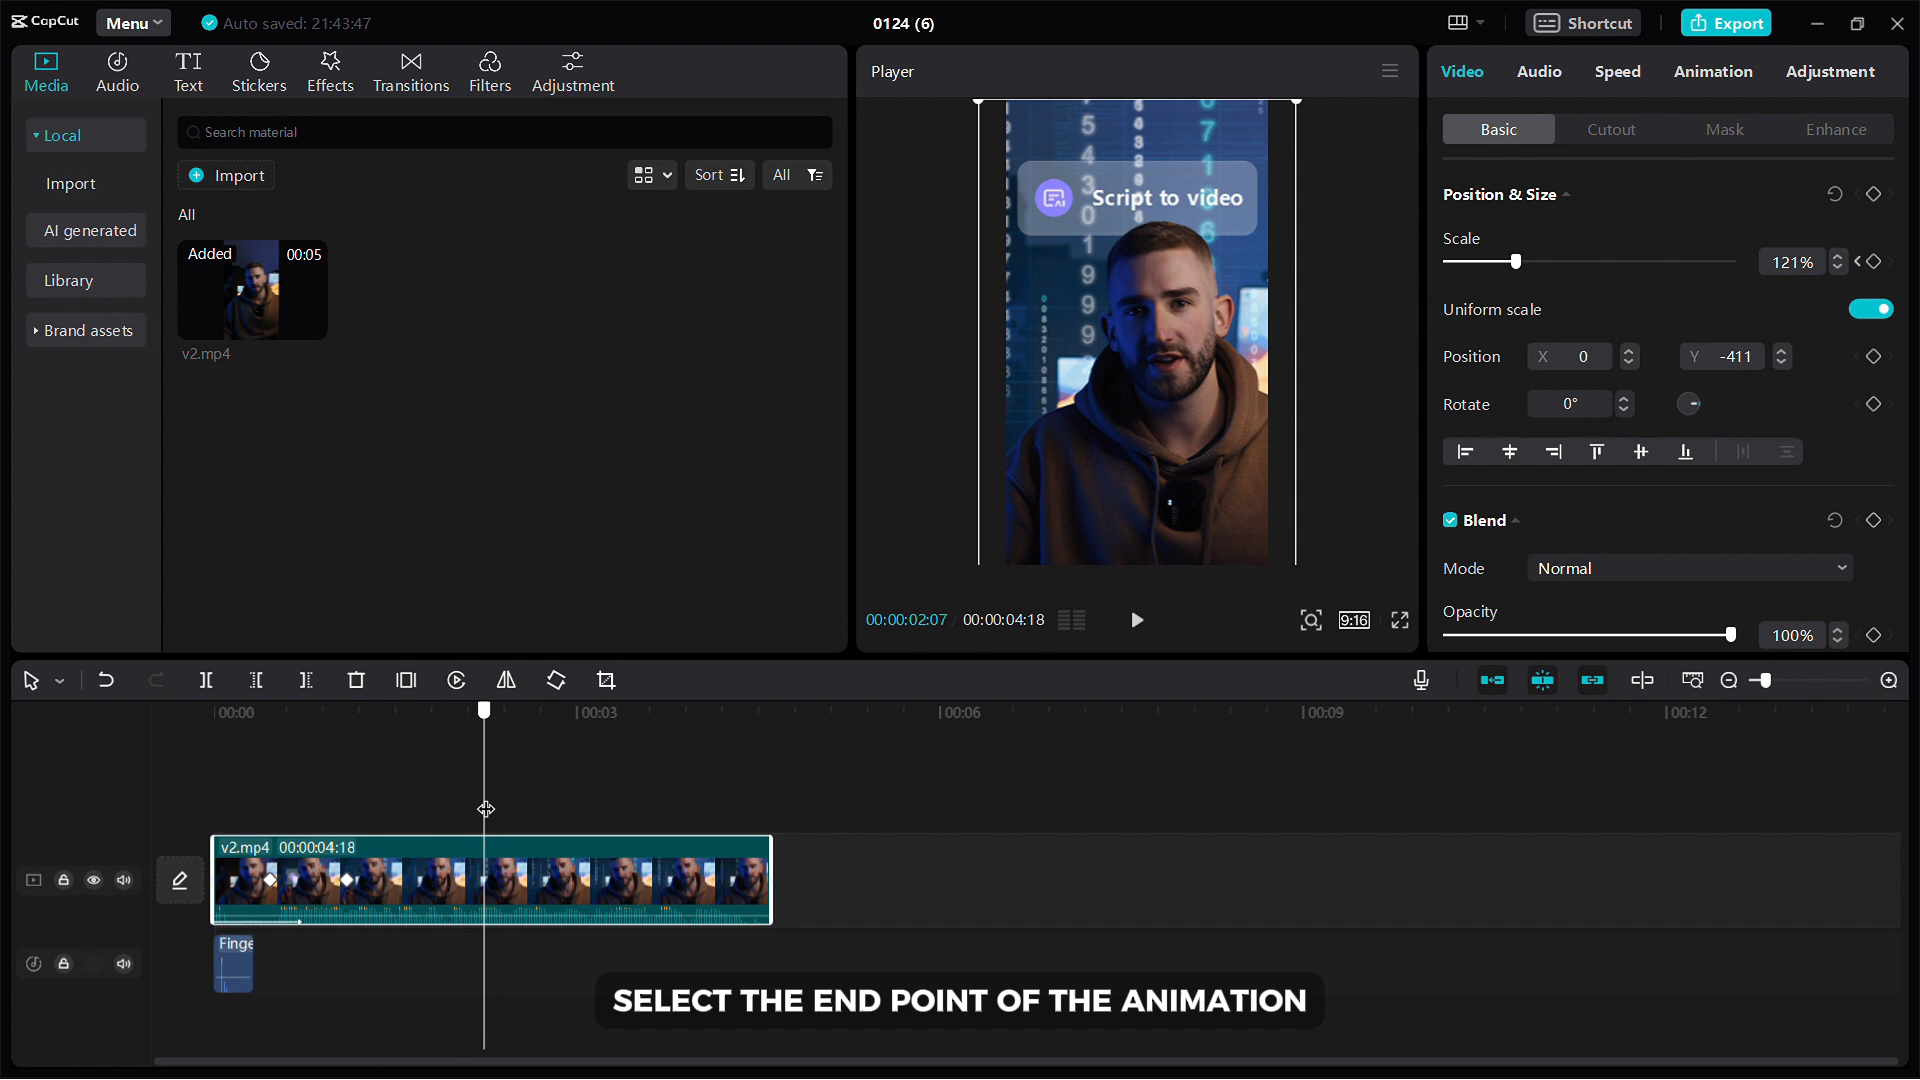 CapCut
Menu
Auto saved: 21:43:47
0124 (6)
Shortcut
Export
Media
Audio
Text
Stickers
Effects
Transitions
Filters
Adjustment
Local
Import
AI generated
Library
Brand assets
Search material
Import
Sort
All
All
Added
00:05
v2.mp4
Player
Script to video
00:00:02:07 / 00:00:04:18
9:16
Video
Audio
Speed
Animation
Adjustment
Basic
Cutout
Mask
Enhance
Position & Size
Scale
121%
Uniform scale
Position
X 0
Y -411
Rotate
0°
Blend
Mode
Normal
Opacity
100%
00:00
00:03
00:06
00:09
00:12
v2.mp4 00:00:04:18
Finge
SELECT THE END POINT OF THE ANIMATION